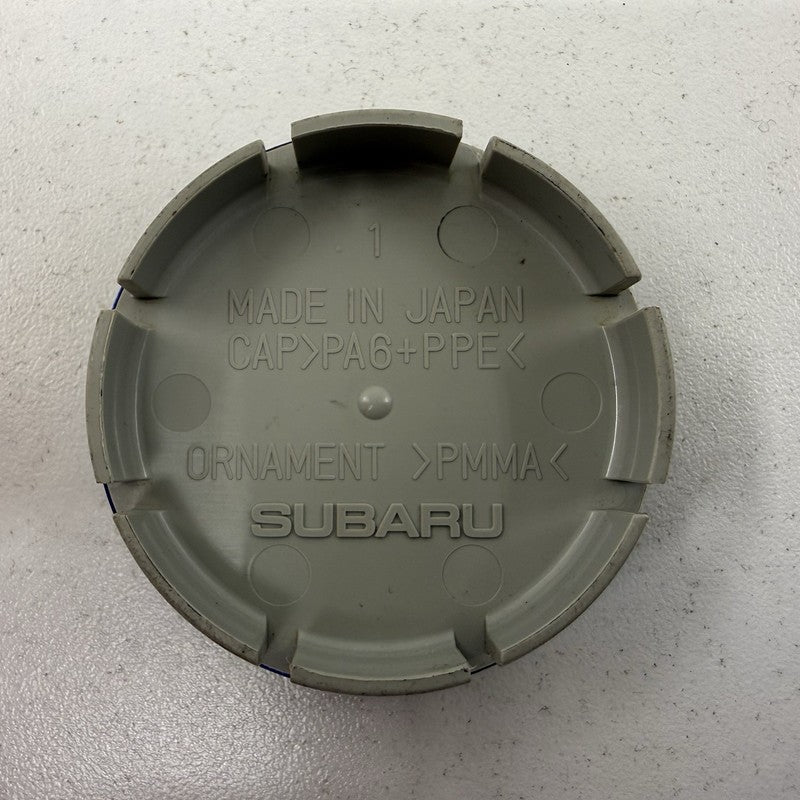 1
MADE IN JAPAN
CAP>PA6+PPE<
ORNAMENT >PMMA<
SUBARU